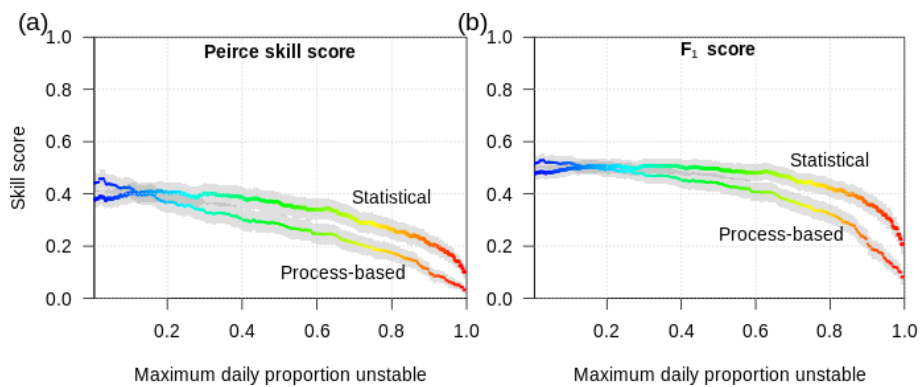 (a)
Peirce skill score
Skill score
1.0
0.8
0.6
0.4
0.2
0.0
Statistical
Process-based
0.2 0.4 0.6 0.8 1.0
Maximum daily proportion unstable
(b)
F₁ score
1.0
0.8
0.6
0.4
0.2
0.0
Statistical
Process-based
0.2 0.4 0.6 0.8 1.0
Maximum daily proportion unstable